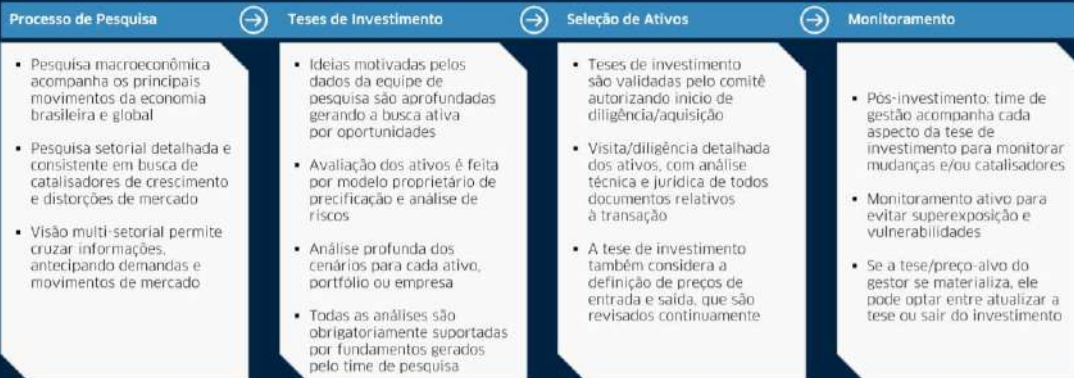 Processo de Pesquisa
Teses de Investimento
Seleção de Ativos
Monitoramento
▪ Pesquisa macroeconômica
acompanha os principais
movimentos da economia
brasileira e global
▪ Pesquisa setorial detalhada e
consistente em busca de
catalisadores de crescimento
e distorções de mercado
▪ Visão multi-setorial permite
cruzar informações,
antecipando demandas e
movimentos de mercado
▪ Ideias motivadas pelos
dados da equipe de
pesquisa são aprofundadas
gerando a busca ativa
por oportunidades
▪ Avaliação dos ativos é feita
por modelo proprietário de
precificação e análise de
riscos
▪ Análise profunda dos
cenários para cada ativo,
portfólio ou empresa
▪ Todas as análises são
obrigatoriamente suportadas
por fundamentos gerados
pelo time de pesquisa
▪ Teses de investimento
são validadas pelo comitê
autorizando inicio de
diligência/aquisição
▪ Visita/diligência detalhada
dos ativos, com análise
técnica e jurídica de todos
documentos relativos
à transação
▪ A tese de investimento
também considera a
definição de preços de
entrada e saída, que são
revisados continuamente
▪ Pós-investimento: time de
gestão acompanha cada
aspecto da tese de
investimento para monitorar
mudanças e/ou catalisadores
▪ Monitoramento ativo para
evitar superexposição e
vulnerabilidades
▪ Se a tese/preço-alvo do
gestor se materializa, ele
pode optar entre atualizar a
tese ou sair do investimento